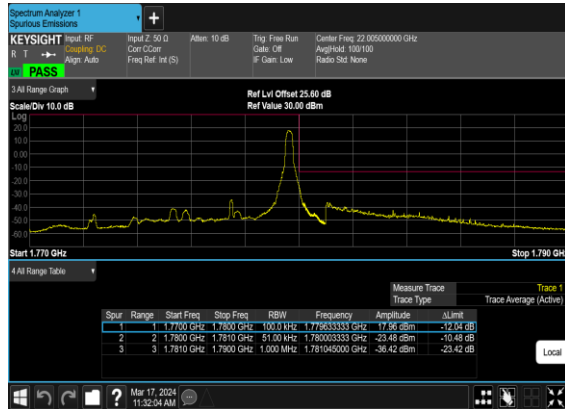 Spectrum Analyzer 1
Spurious Emissions
+
KEYSIGHT Input: RF Input Z: 50 Ω Atten: 10 dB Trig: Free Run Center Freq: 22.005000000 GHz
R T Coupling: DC Corr CCorr Gate: Off Avg|Hold: 100/100
Align: Auto Freq Ref: Int (S) IF Gain: Low Radio Std: None
PASS
3 All Range Graph
Ref Lvl Offset 25.60 dB
Scale/Div 10.0 dB Ref Value 30.00 dBm
Log
20.0
10.0
0.00
-10.0
-20.0
-30.0
-40.0
-50.0
-60.0
Start 1.770 GHz Stop 1.790 GHz
4 All Range Table
Measure Trace Trace 1
Trace Type Trace Average (Active)
Spur Range Start Freq Stop Freq RBW Frequency Amplitude ΔLimit
1 1 1.7700 GHz 1.7800 GHz 100.0 kHz 1.779633333 GHz 17.96 dBm -12.04 dB
2 2 1.7800 GHz 1.7810 GHz 51.00 kHz 1.780003333 GHz -23.48 dBm -10.48 dB
3 3 1.7810 GHz 1.7900 GHz 1.000 MHz 1.781045000 GHz -36.42 dBm -23.42 dB
Local
?
Mar 17, 2024
11:32:04 AM